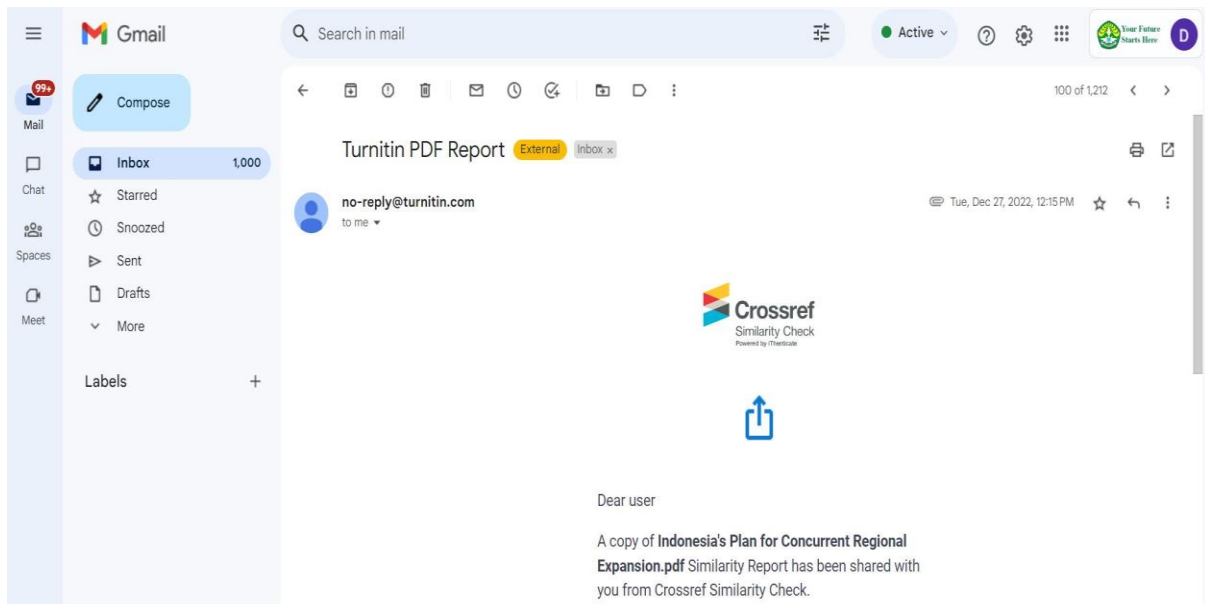 Gmail
Search in mail
Active
Your Future
Starts Here
D
99+
Mail
Compose
100 of 1,212
Turnitin PDF Report External Inbox x
Inbox 1,000
Chat
Starred
no-reply@turnitin.com
Tue, Dec 27, 2022, 12:15 PM
to me
Snoozed
Spaces
Sent
Drafts
Meet
More
Labels +
Crossref
Similarity Check
Powered by iThenticate
Dear user
A copy of Indonesia's Plan for Concurrent Regional
Expansion.pdf Similarity Report has been shared with
you from Crossref Similarity Check.